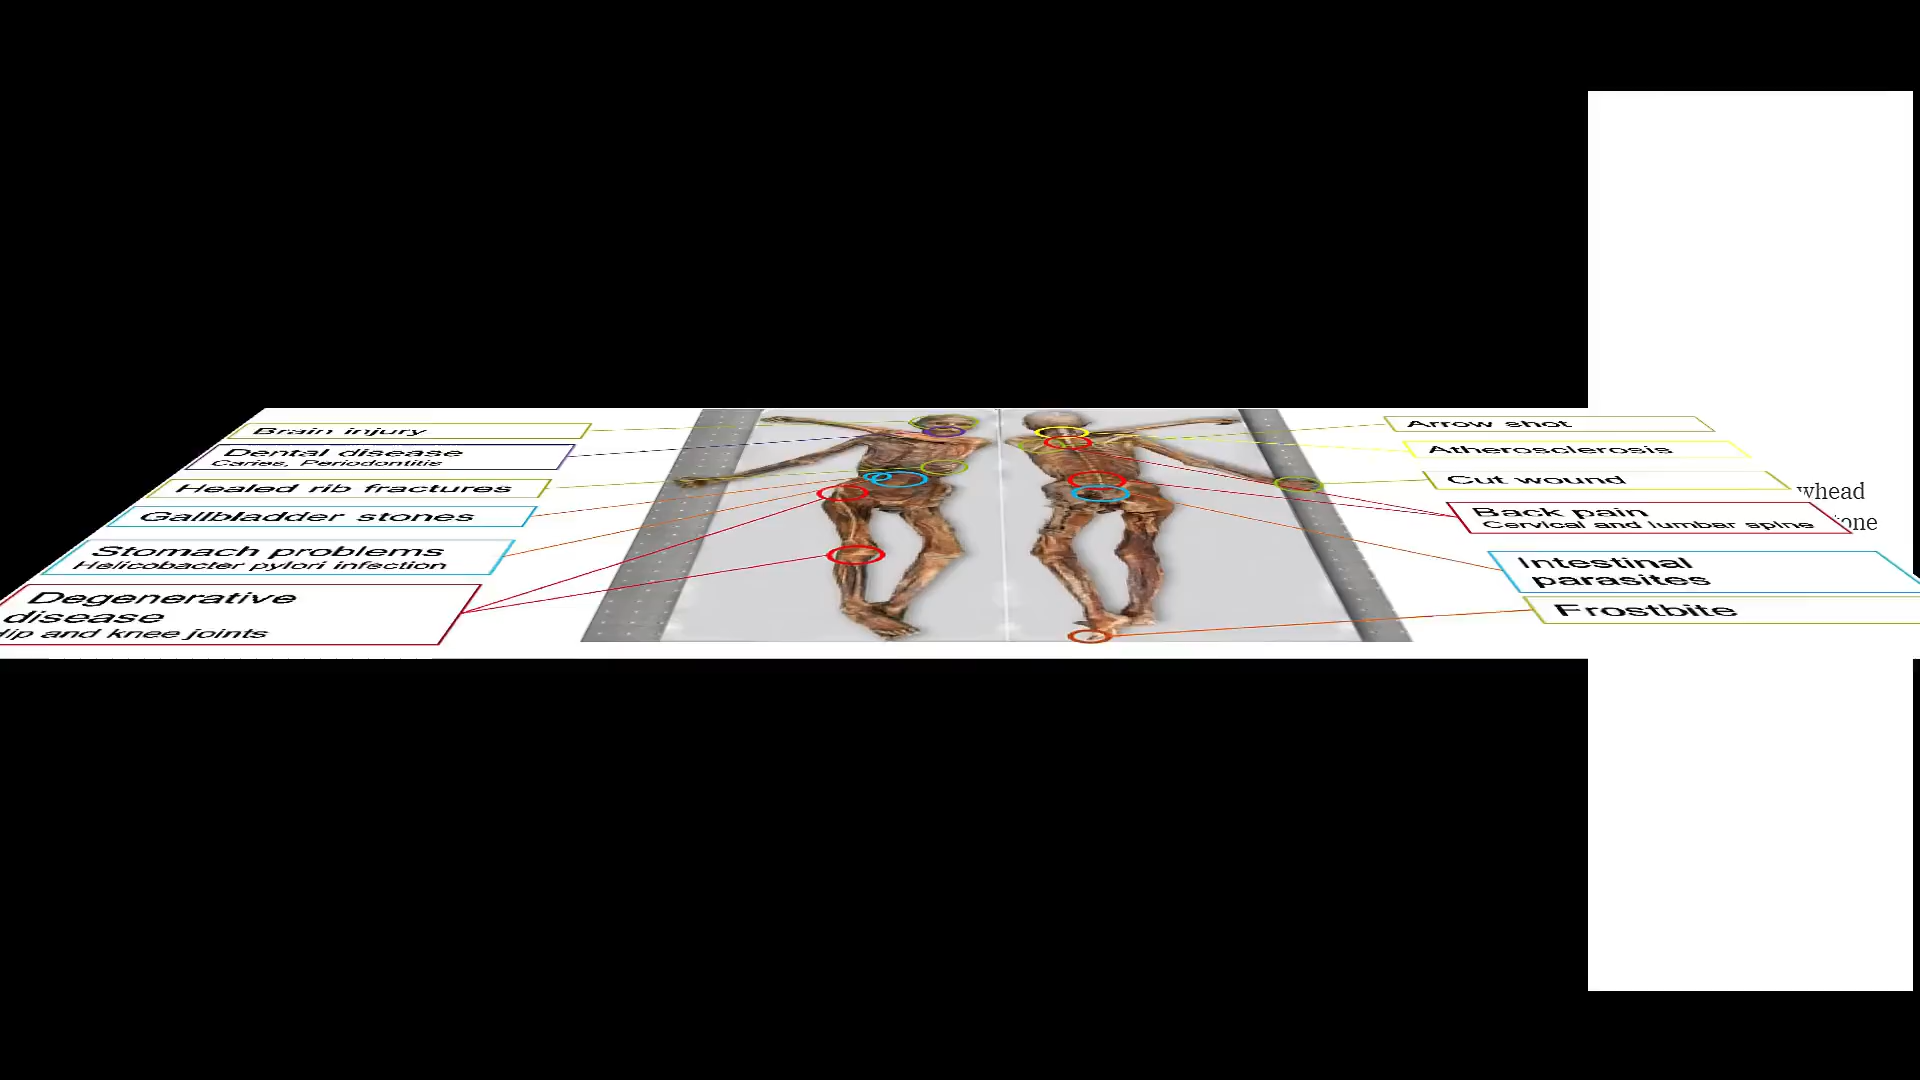 Brain injury
Dental disease
Caries, Periodontitis
Healed rib fractures
Gallbladder stones
Stomach problems
Helicobacter pylori infection
Degenerative
disease
Hip and knee joints
Arrow shot
Atherosclerosis
Cut wound
Back pain
Cervical and lumbar spine
Intestinal
parasites
Frostbite
whead
one